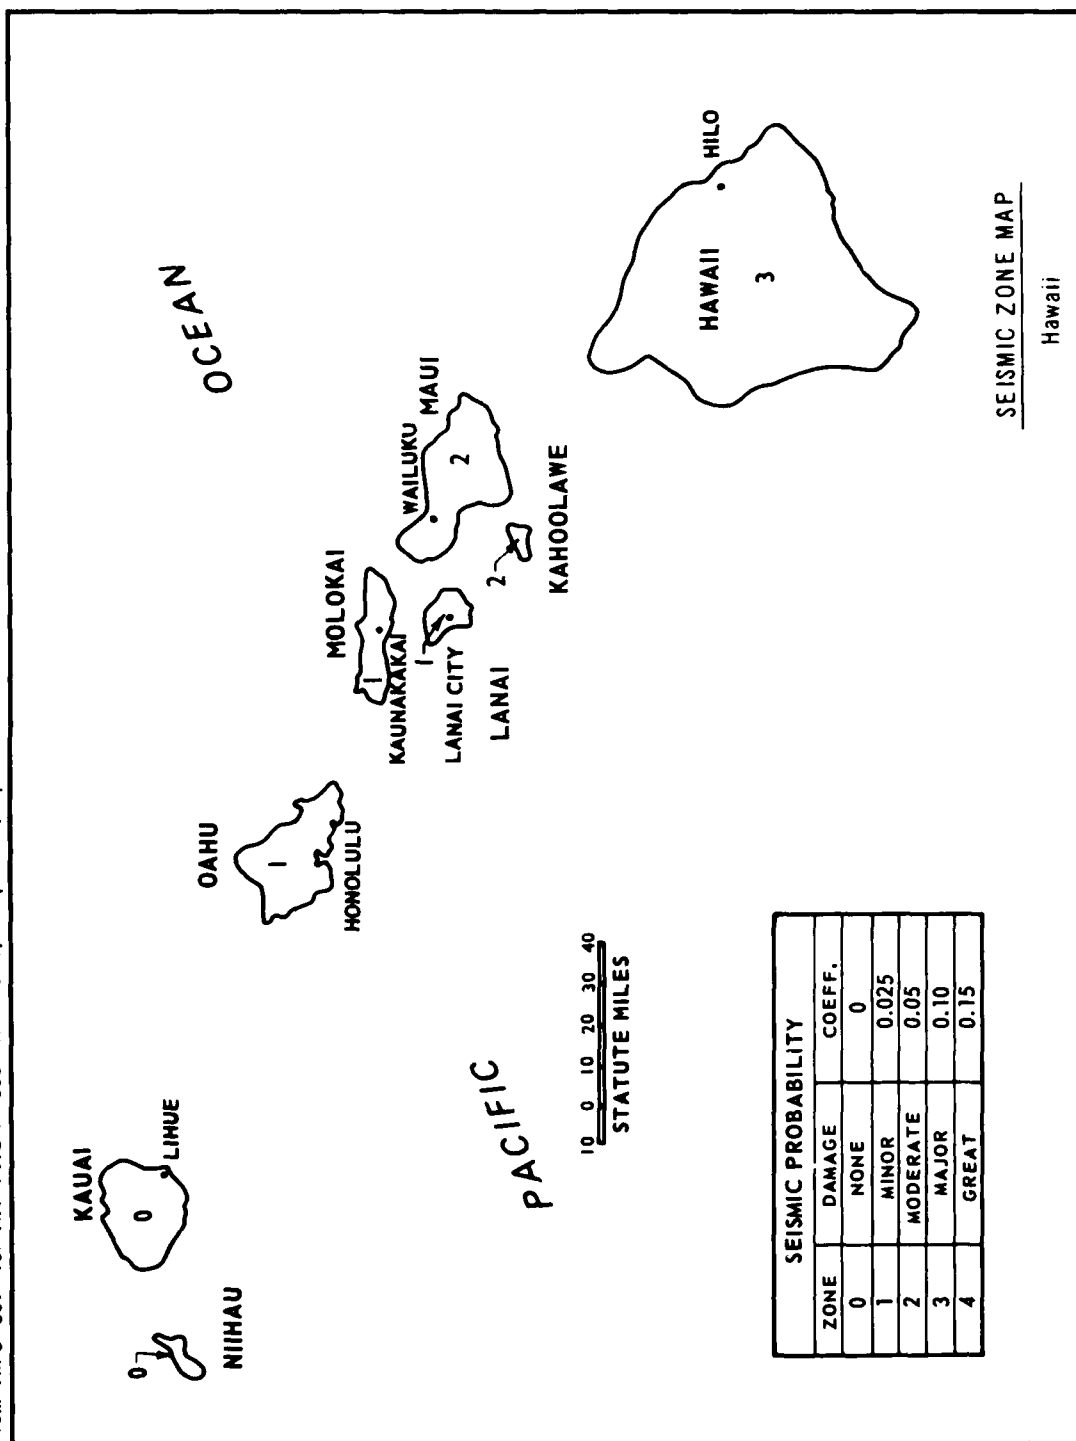 KAUAI
0
LIHUE
0
NIIHAU
OCEAN
OAHU
1
HONOLULU
MOLOKAI
1
KAUNAKAKAI
1
LANAI CITY
LANAI
WAILUKU
MAUI
2
2
KAHOOLAWE
HILO
HAWAII
3
PACIFIC
10 0 10 20 30 40
STATUTE MILES
SEISMIC PROBABILITY
ZONE DAMAGE COEFF.
0 NONE 0
1 MINOR 0.025
2 MODERATE 0.05
3 MAJOR 0.10
4 GREAT 0.15
SEISMIC ZONE MAP
Hawaii